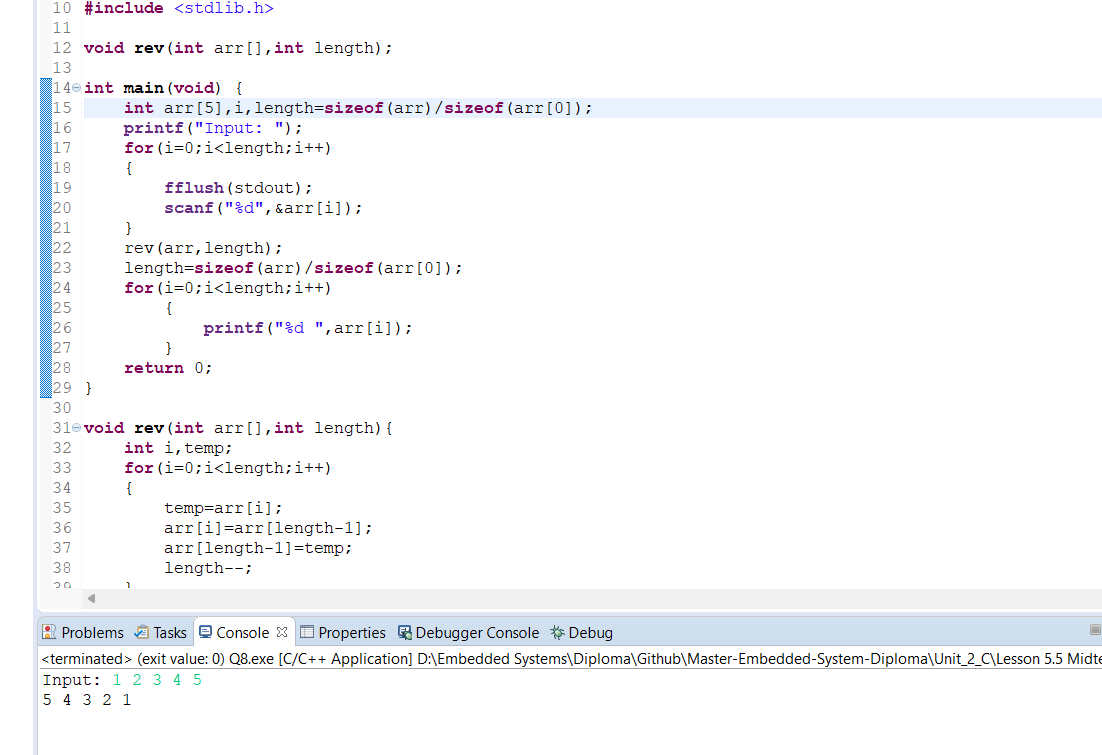 10 #include <stdlib.h>
11
12 void rev(int arr[],int length);
13
14 int main(void) {
15     int arr[5],i,length=sizeof(arr)/sizeof(arr[0]);
16     printf("Input: ");
17     for(i=0;i<length;i++)
18     {
19         fflush(stdout);
20         scanf("%d",&arr[i]);
21     }
22     rev(arr,length);
23     length=sizeof(arr)/sizeof(arr[0]);
24     for(i=0;i<length;i++)
25         {
26             printf("%d ",arr[i]);
27         }
28     return 0;
29 }
30
31 void rev(int arr[],int length){
32     int i,temp;
33     for(i=0;i<length;i++)
34     {
35         temp=arr[i];
36         arr[i]=arr[length-1];
37         arr[length-1]=temp;
38         length--;
39     }
Problems Tasks Console Properties Debugger Console Debug
<terminated> (exit value: 0) Q8.exe [C/C++ Application] D:\Embedded Systems\Diploma\Github\Master-Embedded-System-Diploma\Unit_2_C\Lesson 5.5 Midte
Input: 1 2 3 4 5
5 4 3 2 1